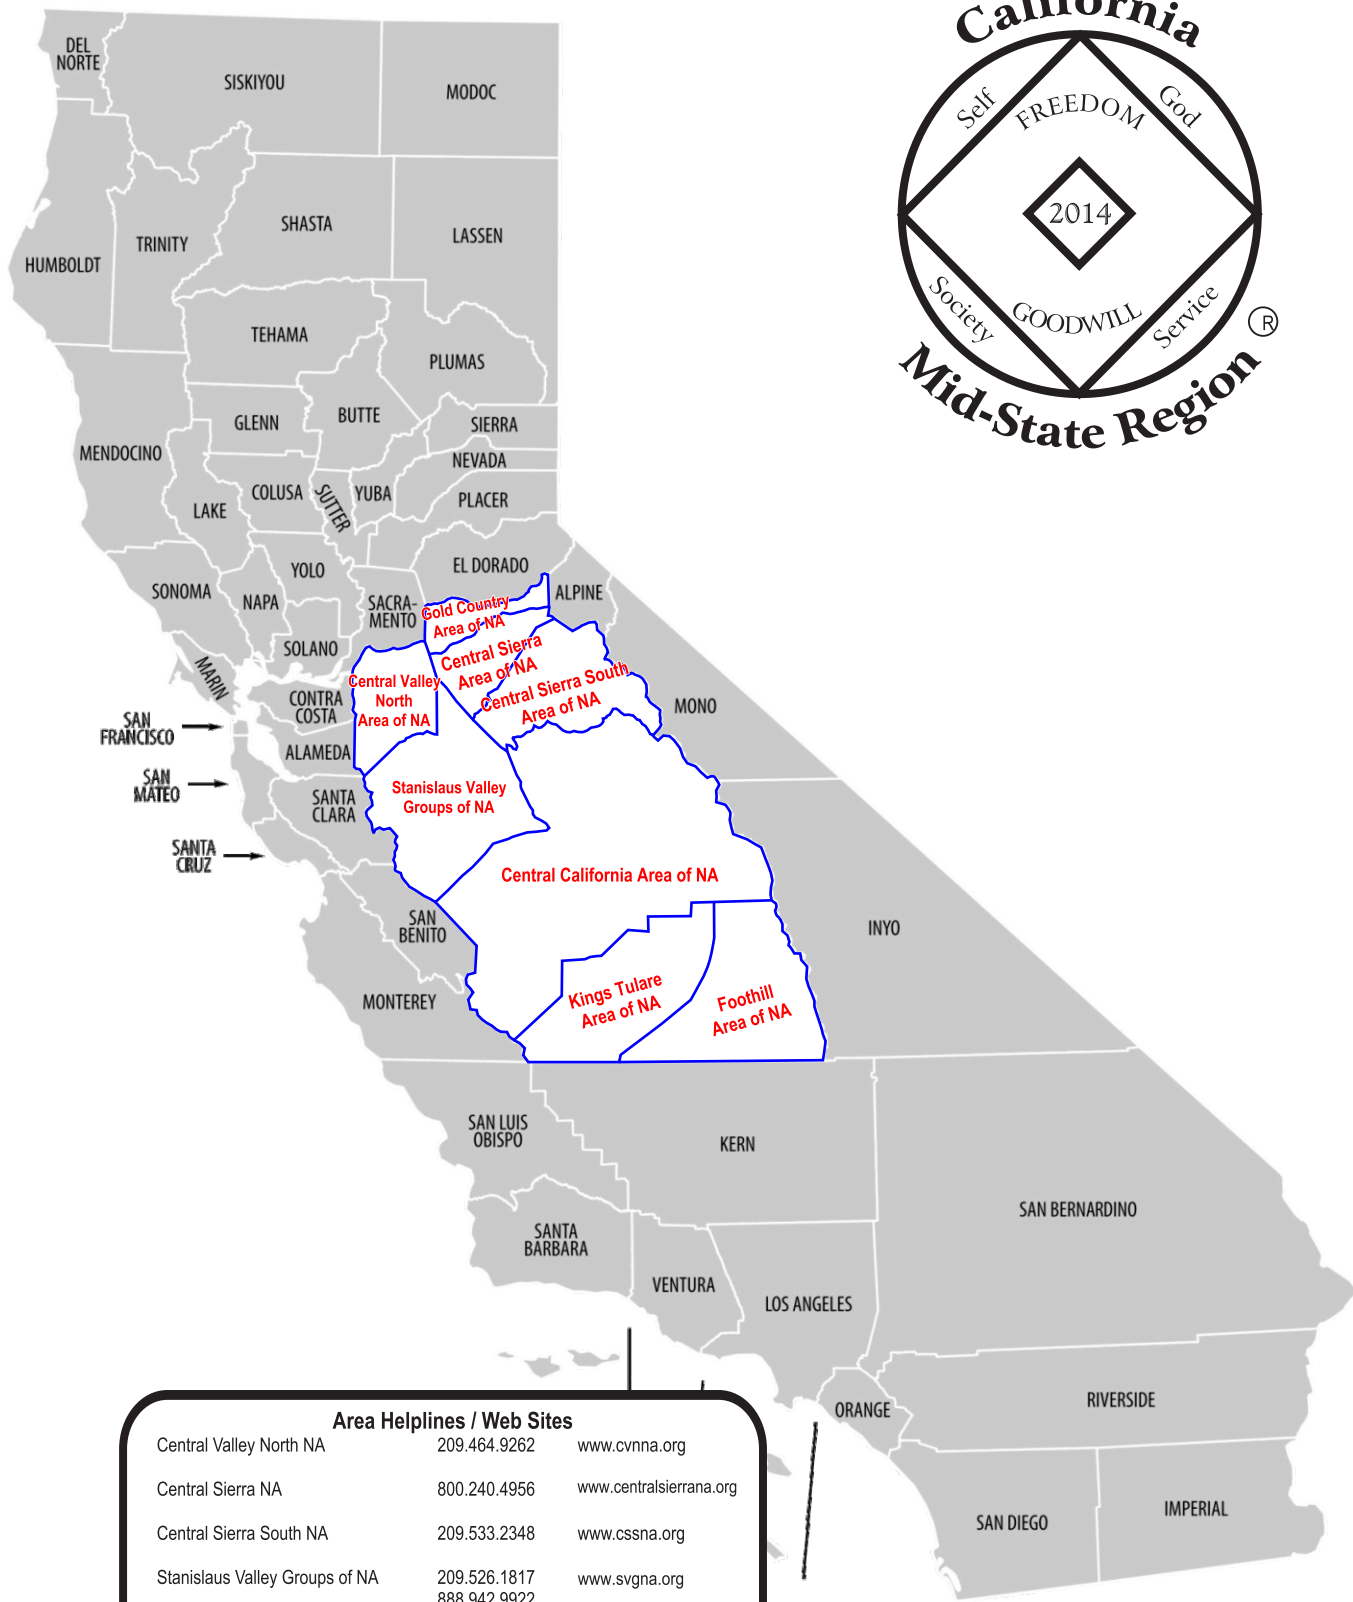 California
Self
God
FREEDOM
2014
Society
GOODWILL
Service
®
Mid-State Region
DEL
NORTE
SISKIYOU
MODOC
HUMBOLDT
TRINITY
SHASTA
LASSEN
TEHAMA
PLUMAS
GLENN
BUTTE
SIERRA
MENDOCINO
NEVADA
LAKE
COLUSA
SUTTER
YUBA
PLACER
SONOMA
YOLO
NAPA
EL DORADO
ALPINE
SACRA-
MENTO
SOLANO
MARIN
CONTRA
COSTA
ALAMEDA
MONO
SAN
FRANCISCO
SAN
MATEO
SANTA
CLARA
SANTA
CRUZ
Gold Country
Area of NA
Central Sierra
Area of NA
Central Sierra South
Area of NA
Central Valley
North
Area of NA
Stanislaus Valley
Groups of NA
Central California Area of NA
Kings Tulare
Area of NA
Foothill
Area of NA
SAN
BENITO
MONTEREY
INYO
SAN LUIS
OBISPO
KERN
SAN BERNARDINO
SANTA
BARBARA
VENTURA
LOS ANGELES
ORANGE
RIVERSIDE
SAN DIEGO
IMPERIAL
Area Helplines / Web Sites
Central Valley North NA 209.464.9262 www.cvnna.org
Central Sierra NA 800.240.4956 www.centralsierrana.org
Central Sierra South NA 209.533.2348 www.cssna.org
Stanislaus Valley Groups of NA 209.526.1817 www.svgna.org
888.942.9922